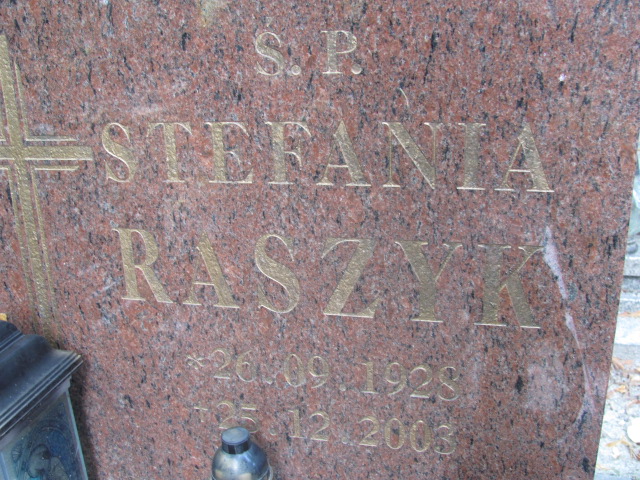 Ś. P.
STEFANIA
RASZYK
*26.09.1928
-25.12.2003